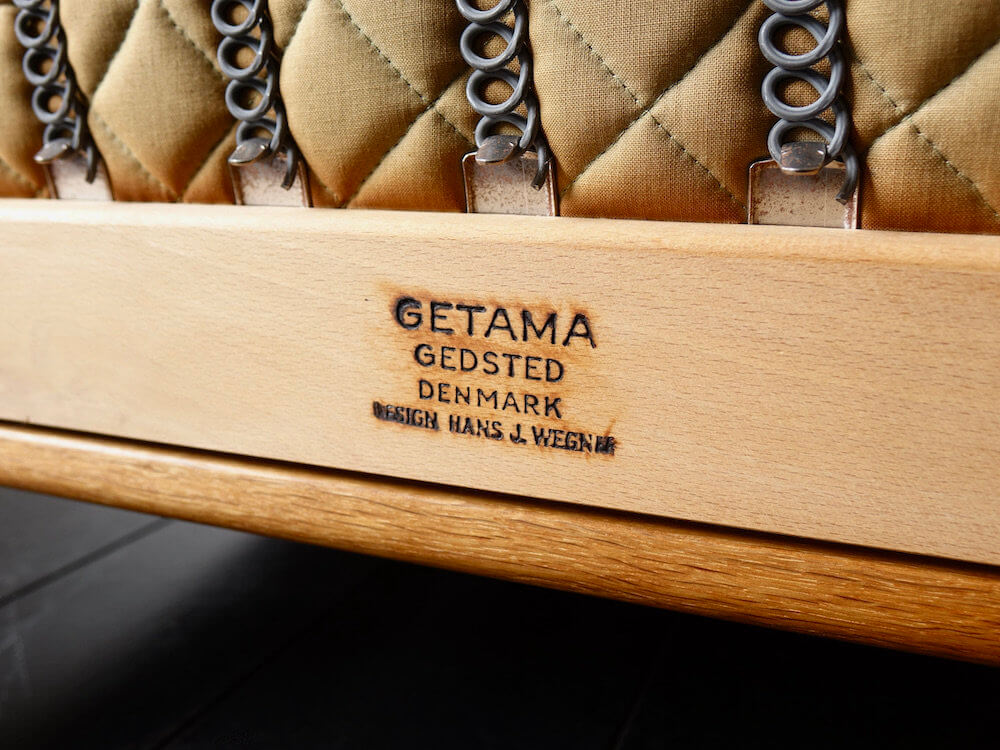 GETAMA
GEDSTED
DENMARK
DESIGN HANS J. WEGNER